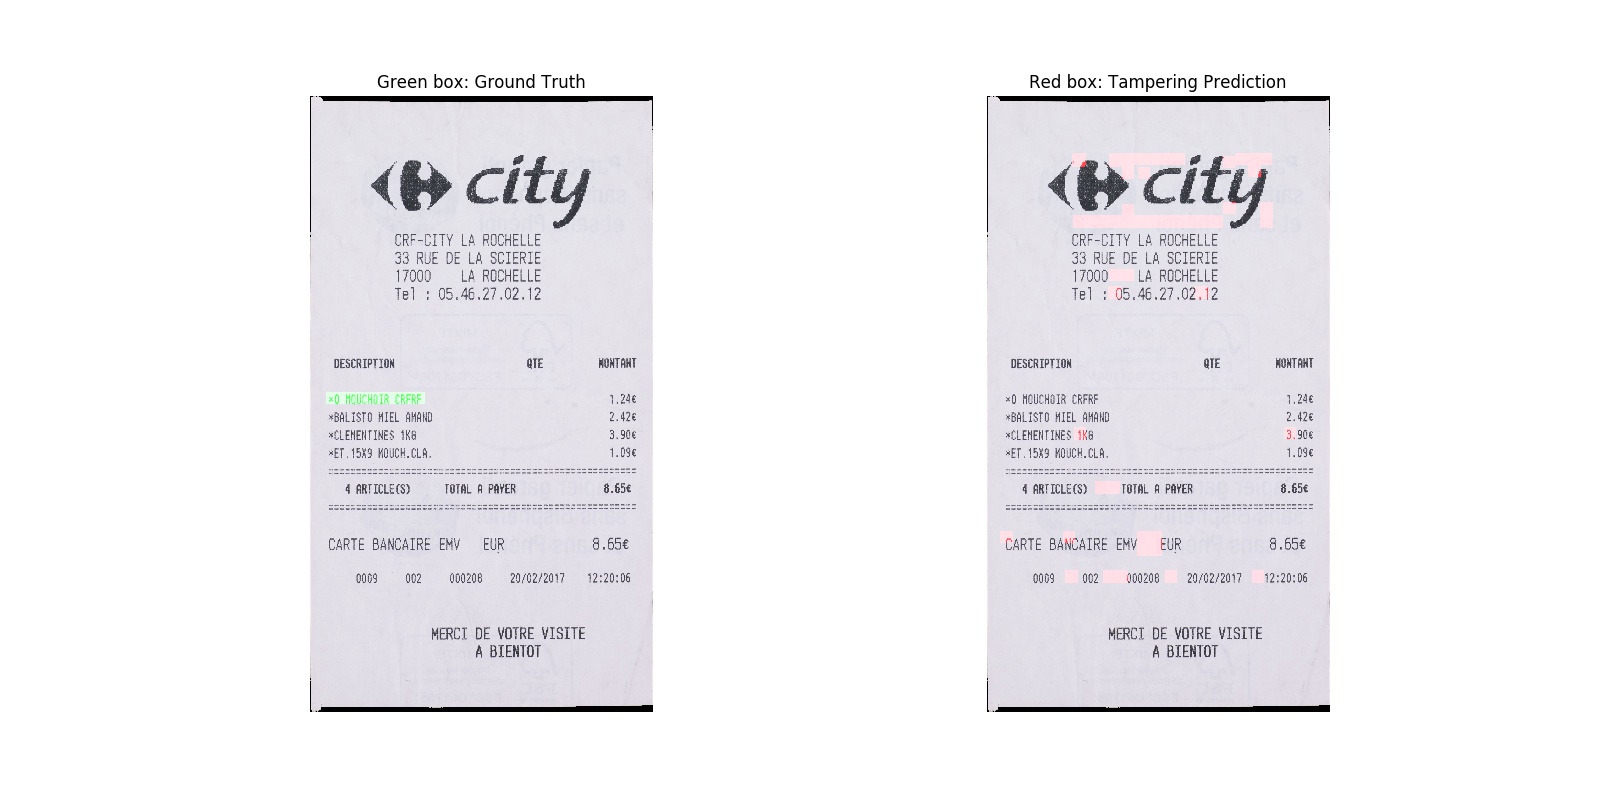 Green box: Ground Truth
city
CRF-CITY LA ROCHELLE
33 RUE DE LA SCIERIE
17000 LA ROCHELLE
Tel : 05.46.27.02.12
DESCRIPTION QTE MONTANT
*O MOUCHOIR CRFRF 1.24€
*BALISTO MIEL AMAND 2.42€
*CLEMENTINES 1KG 3.90€
*ET.15X9 MOUCH.CLA. 1.09€
4 ARTICLE(S) TOTAL A PAYER 8.65€
CARTE BANCAIRE EMV EUR 8.65€
0009 002 000208 20/02/2017 12:20:06
MERCI DE VOTRE VISITE
A BIENTOT
Red box: Tampering Prediction
city
CRF-CITY LA ROCHELLE
33 RUE DE LA SCIERIE
17000 LA ROCHELLE
Tel : 05.46.27.02.12
DESCRIPTION QTE MONTANT
*O MOUCHOIR CRFRF 1.24€
*BALISTO MIEL AMAND 2.42€
*CLEMENTINES 1KG 3.90€
*ET.15X9 MOUCH.CLA. 1.09€
4 ARTICLE(S) TOTAL A PAYER 8.65€
CARTE BANCAIRE EMV EUR 8.65€
0009 002 000208 20/02/2017 12:20:06
MERCI DE VOTRE VISITE
A BIENTOT